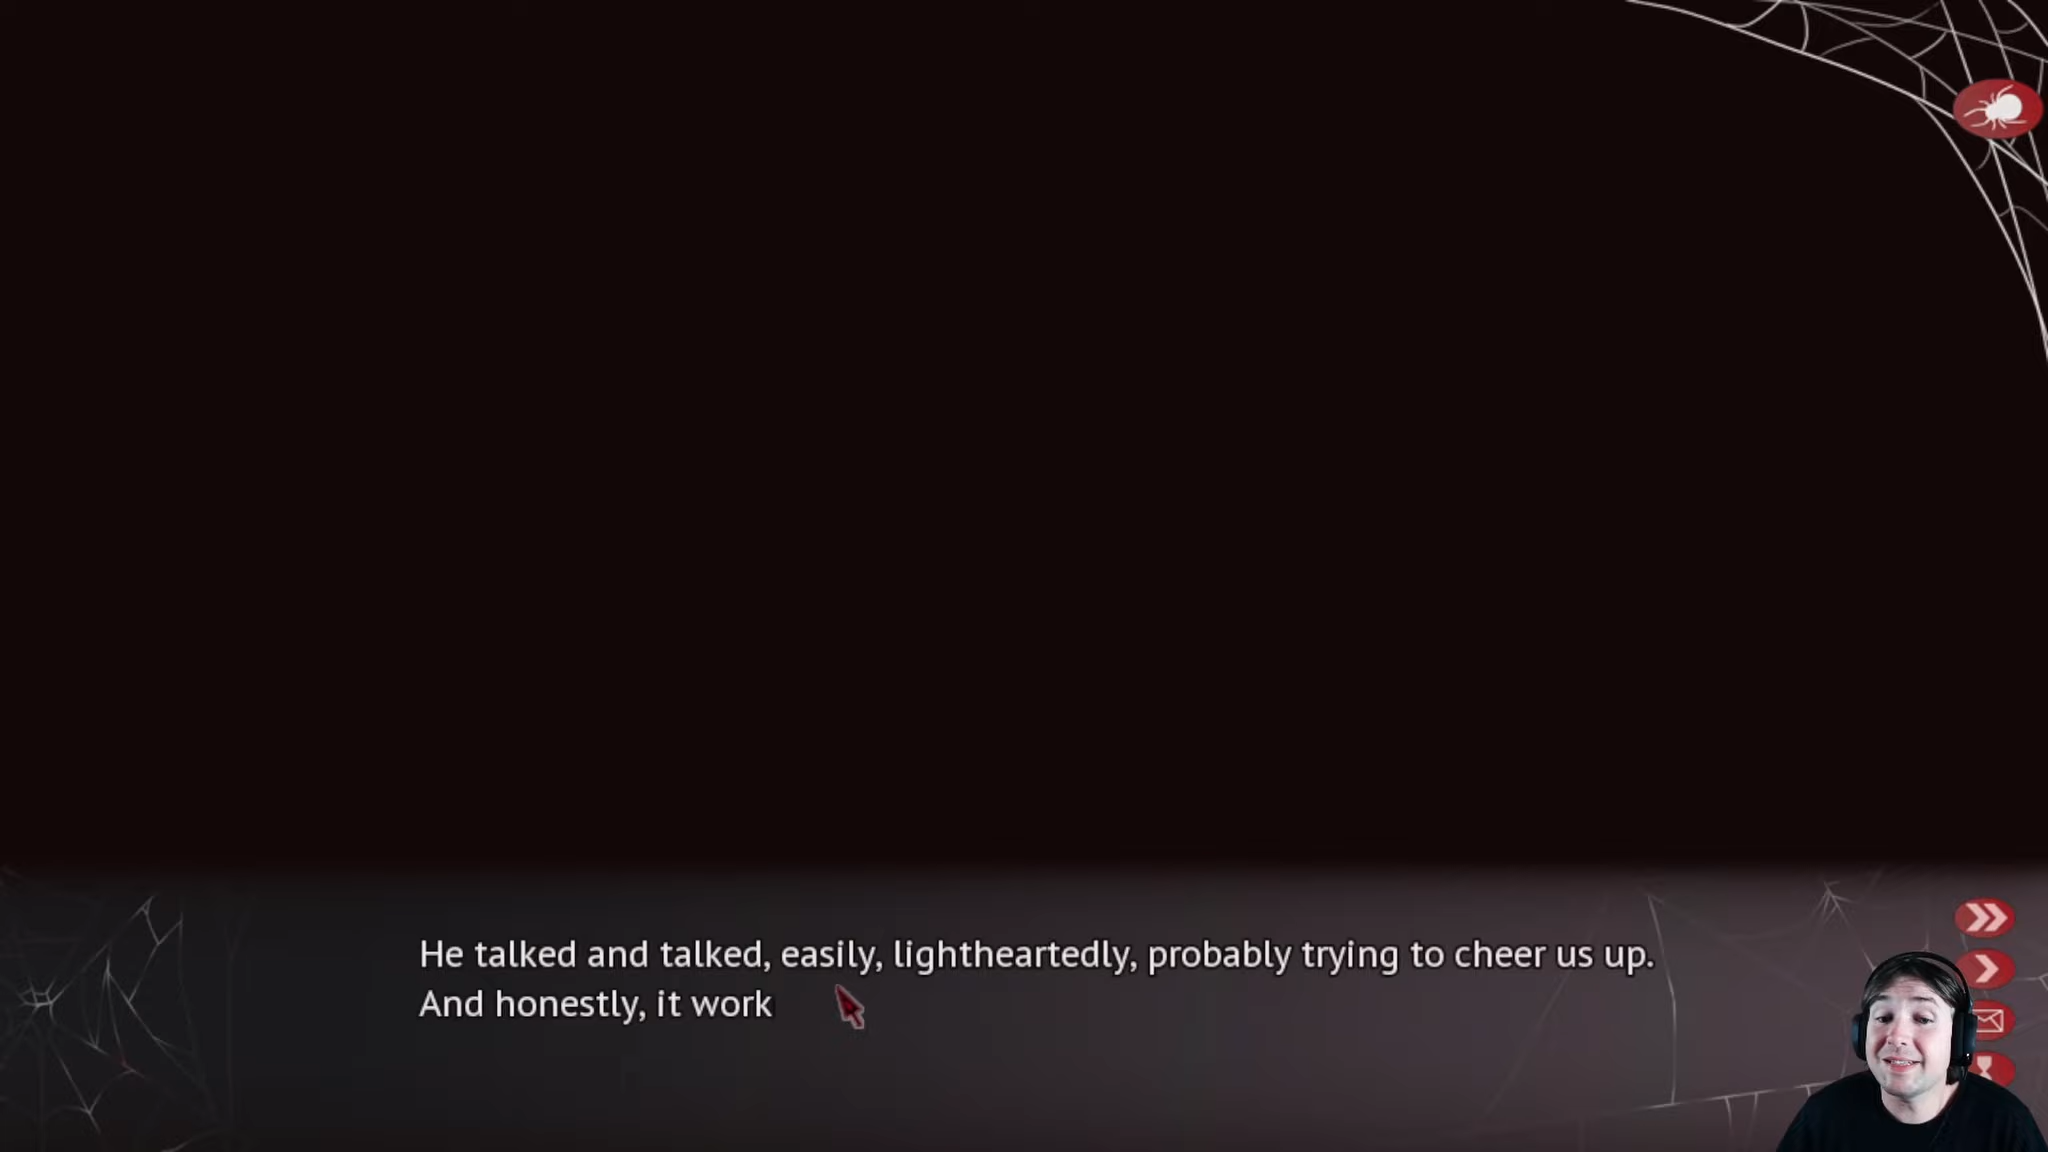 He talked and talked, easily, lightheartedly, probably trying to cheer us up.
And honestly, it work